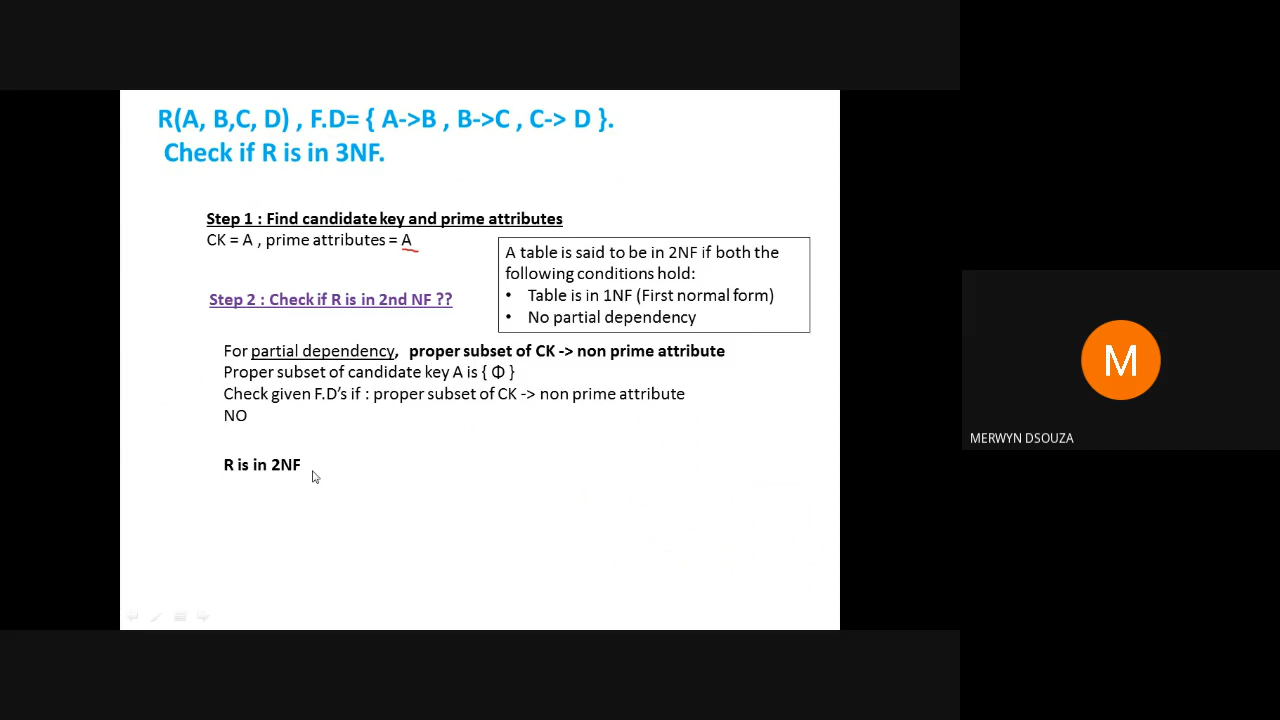 R(A, B,C, D) , F.D= { A->B , B->C , C-> D }.
Check if R is in 3NF.
Step 1 : Find candidate key and prime attributes
CK = A , prime attributes = A
A table is said to be in 2NF if both the
following conditions hold:
• Table is in 1NF (First normal form)
• No partial dependency
Step 2 : Check if R is in 2nd NF ??
For partial dependency, proper subset of CK -> non prime attribute
Proper subset of candidate key A is { Φ }
Check given F.D’s if : proper subset of CK -> non prime attribute
NO
R is in 2NF
M
MERWYN DSOUZA